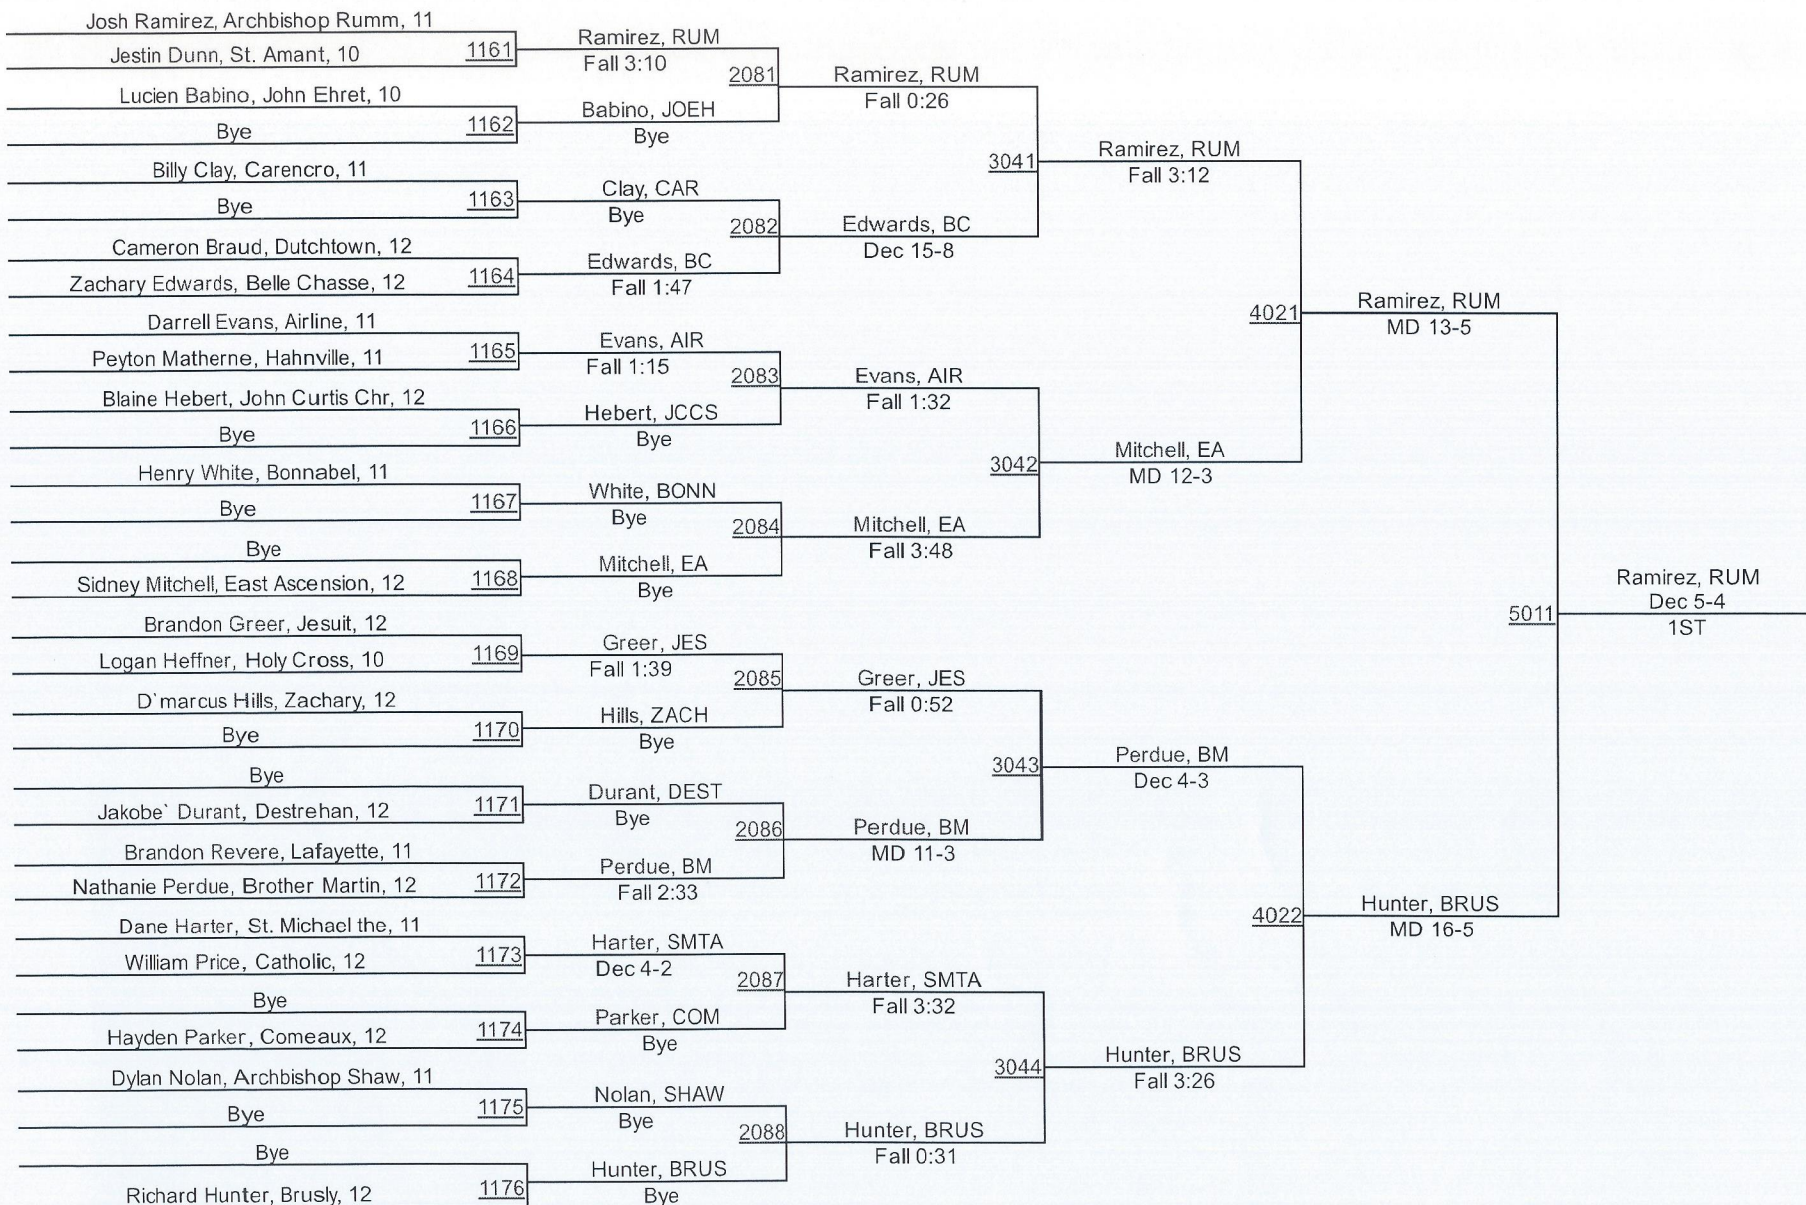 Josh Ramirez, Archbishop Rumm, 11
Jestin Dunn, St. Amant, 10
1161
Lucien Babino, John Ehret, 10
Bye
1162
Billy Clay, Carencro, 11
Bye
1163
Cameron Braud, Dutchtown, 12
Zachary Edwards, Belle Chasse, 12
1164
Darrell Evans, Airline, 11
Peyton Matherne, Hahnville, 11
1165
Blaine Hebert, John Curtis Chr, 12
Bye
1166
Henry White, Bonnabel, 11
Bye
1167
Bye
Sidney Mitchell, East Ascension, 12
1168
Brandon Greer, Jesuit, 12
Logan Heffner, Holy Cross, 10
1169
D`marcus Hills, Zachary, 12
Bye
1170
Bye
Jakobe` Durant, Destrehan, 12
1171
Brandon Revere, Lafayette, 11
Nathanie Perdue, Brother Martin, 12
1172
Dane Harter, St. Michael the, 11
William Price, Catholic, 12
1173
Bye
Hayden Parker, Comeaux, 12
1174
Dylan Nolan, Archbishop Shaw, 11
Bye
1175
Bye
Richard Hunter, Brusly, 12
1176
Ramirez, RUM
Fall 3:10
2081
Babino, JOEH
Bye
Clay, CAR
Bye
2082
Edwards, BC
Fall 1:47
Evans, AIR
Fall 1:15
2083
Hebert, JCCS
Bye
White, BONN
Bye
2084
Mitchell, EA
Bye
Greer, JES
Fall 1:39
2085
Hills, ZACH
Bye
Durant, DEST
Bye
2086
Perdue, BM
Fall 2:33
Harter, SMTA
Dec 4-2
2087
Parker, COM
Bye
Nolan, SHAW
Bye
2088
Hunter, BRUS
Bye
Ramirez, RUM
Fall 0:26
3041
Edwards, BC
Dec 15-8
Evans, AIR
Fall 1:32
3042
Mitchell, EA
Fall 3:48
Greer, JES
Fall 0:52
3043
Perdue, BM
MD 11-3
Harter, SMTA
Fall 3:32
3044
Hunter, BRUS
Fall 0:31
Ramirez, RUM
Fall 3:12
4021
Mitchell, EA
MD 12-3
Perdue, BM
Dec 4-3
4022
Hunter, BRUS
Fall 3:26
Ramirez, RUM
MD 13-5
5011
Hunter, BRUS
MD 16-5
Ramirez, RUM
Dec 5-4
1ST